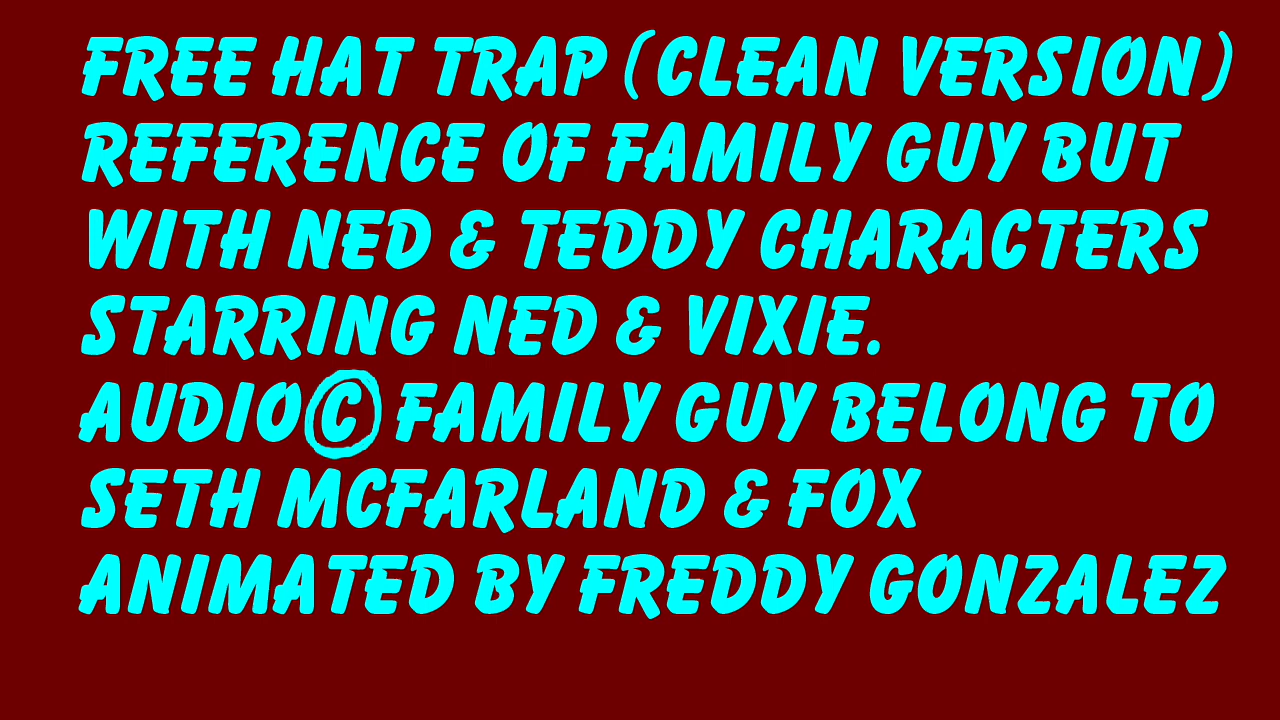 FREE HAT TRAP (CLEAN VERSION)
REFERENCE OF FAMILY GUY BUT
WITH NED & TEDDY CHARACTERS
STARRING NED & VIXIE.
AUDIO© FAMILY GUY BELONG TO
SETH MCFARLAND & FOX
ANIMATED BY FREDDY GONZALEZ